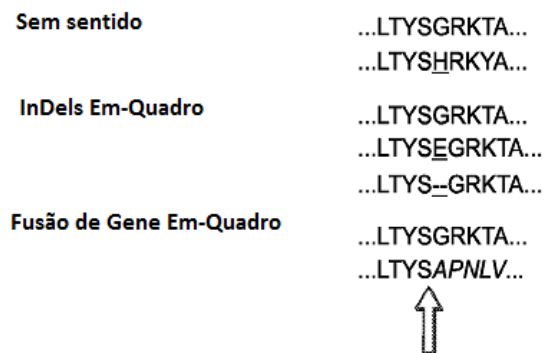 Sem sentido ...LTYSGRKTA...
...LTYSHRKYA...
InDels Em-Quadro ...LTYSGRKTA...
...LTYSEGRKTA...
...LTYS--GRKTA...
Fusão de Gene Em-Quadro ...LTYSGRKTA...
...LTYSAPNLV...